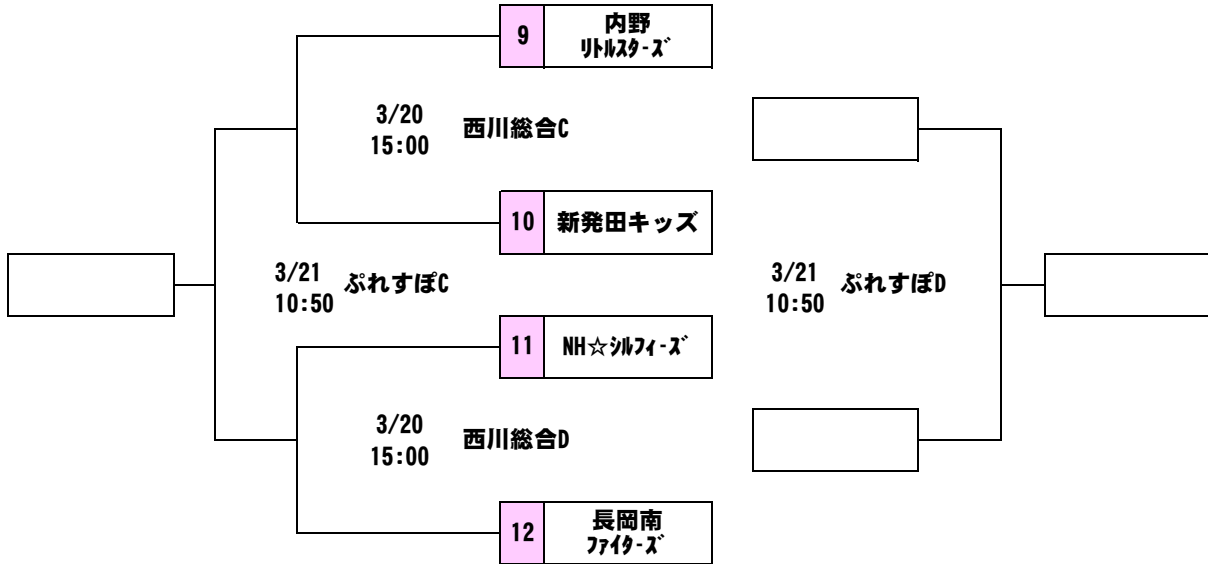 9 内野
リトルスターズ
3/20
15:00 西川総合C
10 新発田キッズ
3/21
10:50 ぷれすぽC
3/21
10:50 ぷれすぽD
11 NH☆シルフィーズ
3/20
15:00 西川総合D
12 長岡南
ファイターズ